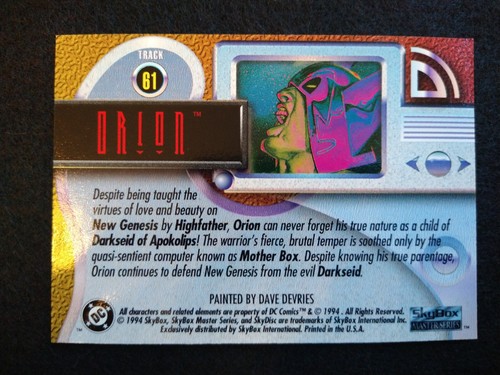 TRACK
61
ORION™
Despite being taught the
virtues of love and beauty on
New Genesis by Highfather, Orion can never forget his true nature as a child of
Darkseid of Apokolips! The warrior's fierce, brutal temper is soothed only by the
quasi-sentient computer known as Mother Box. Despite knowing his true parentage,
Orion continues to defend New Genesis from the evil Darkseid.
PAINTED BY DAVE DEVRIES
All characters and related elements are property of DC Comics™ & © 1994. All Rights Reserved.
© 1994 SkyBox, SkyBox Master Series, and SkyDisc are trademarks of SkyBox International Inc.
Exclusively distributed by SkyBox International. Printed in the U.S.A.
™ DC
SkyBox
MASTER SERIES ™